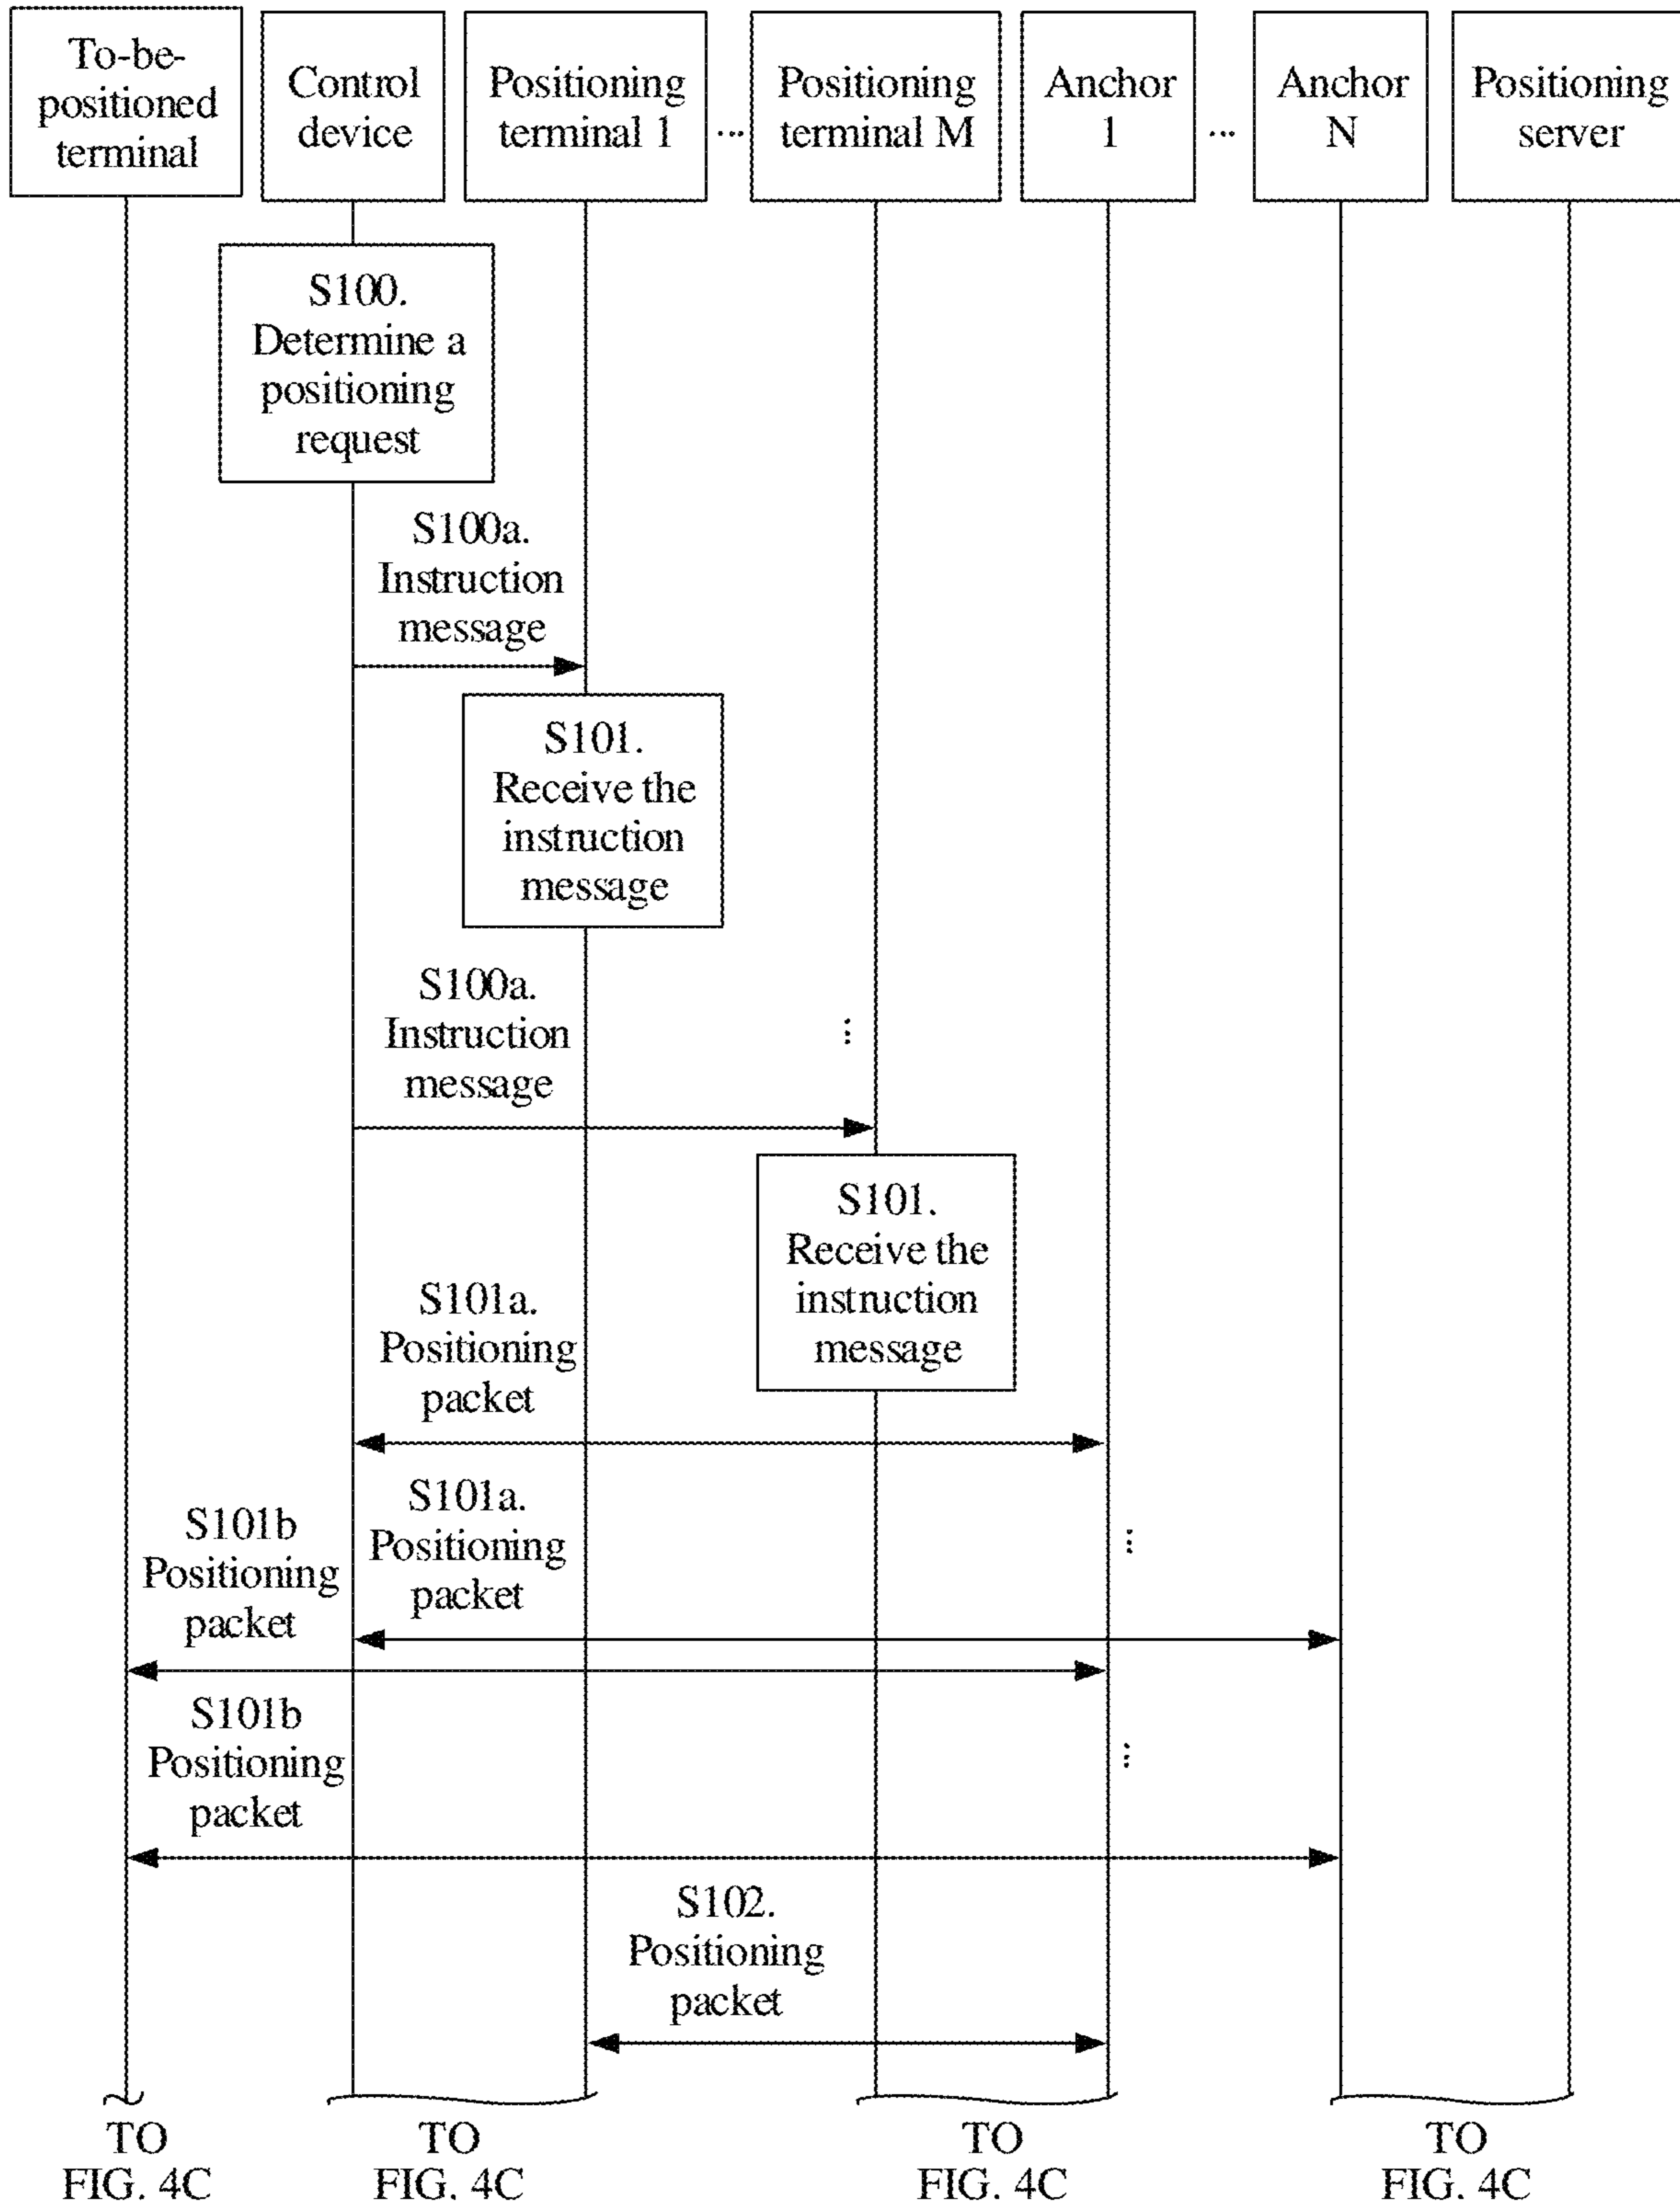 To-be-
positioned
terminal
Control
device
Positioning
terminal 1
...
Positioning
terminal M
Anchor
1
...
Anchor
N
Positioning
server
S100.
Determine a
positioning
request
S100a.
Instruction
message
S101.
Receive the
instruction
message
S100a.
Instruction
message
...
S101.
Receive the
instruction
message
S101a.
Positioning
packet
S101a.
Positioning
packet
...
S101b
Positioning
packet
S101b
Positioning
packet
...
S102.
Positioning
packet
TO
FIG. 4C
TO
FIG. 4C
TO
FIG. 4C
TO
FIG. 4C